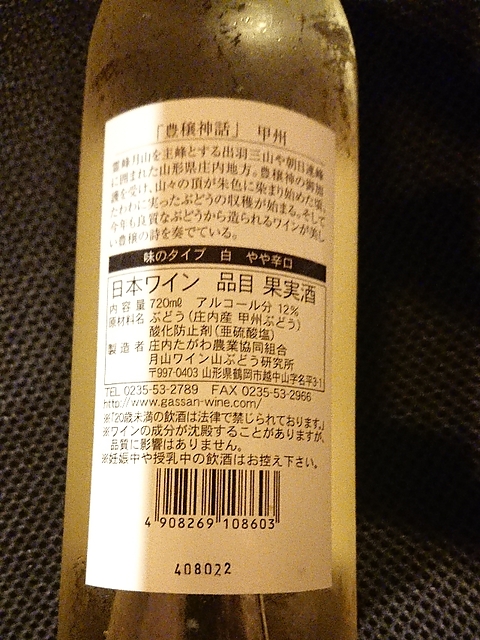 「豊穣神話」 甲州
霊峰月山を主峰とする出羽三山や朝日連峰
に囲まれた山形県庄内地方。豊穣神の御加
護を受け、山々の頂が朱色に染まり始めた頃、
たわわに実ったぶどうの収穫が始まる。そして
今年も良質なぶどうから造られるワインが美し
い豊穣の詩を奏でている。
味のタイプ 白 やや辛口
日本ワイン 品目 果実酒
内容量 720mℓ アルコール分 12%
原材料名 ぶどう(庄内産 甲州ぶどう)
酸化防止剤(亜硫酸塩)
製造者 庄内たがわ農業協同組合
月山ワイン山ぶどう研究所
〒997-0403 山形県鶴岡市越中山字名平3-1
TEL 0235-53-2789 FAX 0235-53-2966
http://www.gassan-wine.com/
※「20歳未満の飲酒は法律で禁じられております。」
※ワインの成分が沈殿することがありますが、
品質に影響はありません。
※妊娠中や授乳中の飲酒はお控え下さい。
4 908269 108603
408022